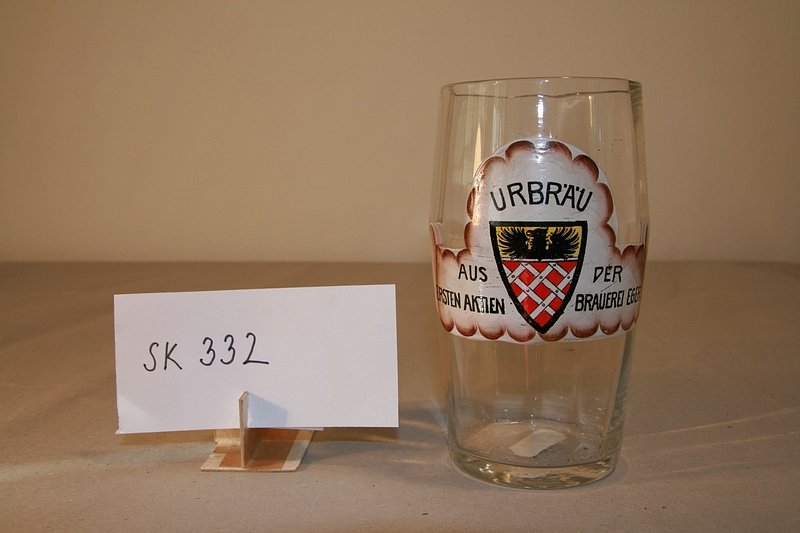 SK 332
URBRÄU
AUS DER
ERSTEN AKTIEN BRAUEREI EGER